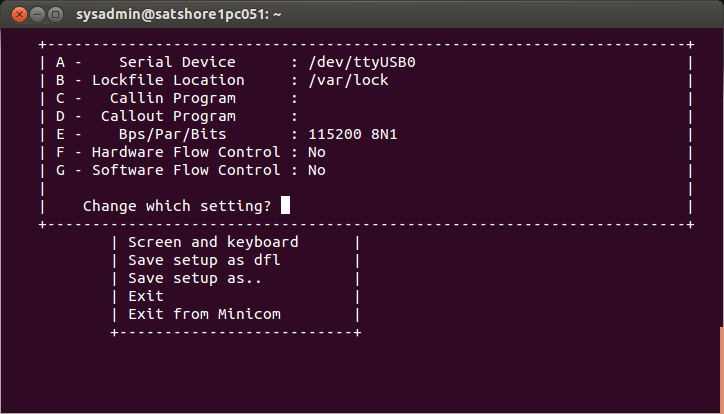 sysadmin@satshore1pc051: ~
+-----------------------------------------------------------------------+
| A -    Serial Device      : /dev/ttyUSB0                              |
| B - Lockfile Location     : /var/lock                                 |
| C -   Callin Program      :                                           |
| D -  Callout Program      :                                           |
| E -    Bps/Par/Bits       : 115200 8N1                                |
| F - Hardware Flow Control : No                                        |
| G - Software Flow Control : No                                        |
|                                                                       |
|    Change which setting?                                              |
+-----------------------------------------------------------------------+
| Screen and keyboard      |
| Save setup as dfl        |
| Save setup as..          |
| Exit                     |
| Exit from Minicom        |
+--------------------------+